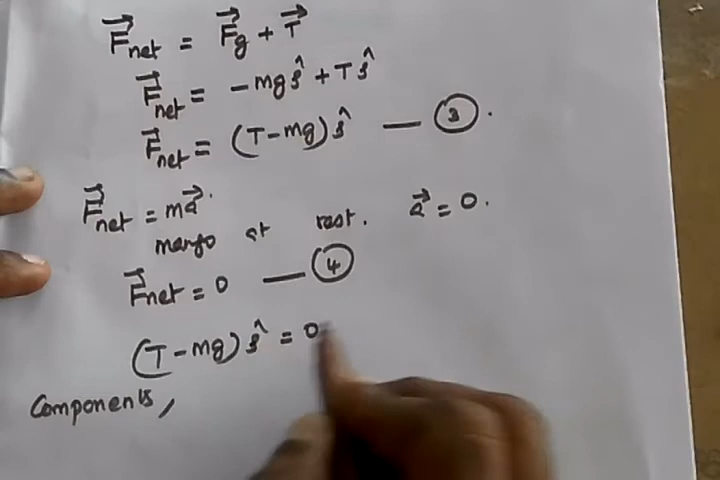 F⃗net = F⃗g + T⃗
F⃗net = -mg ĵ + T ĵ
F⃗net = (T-mg) ĵ — ③.
F⃗net = ma⃗.
mango at rest. a⃗ = 0.
F⃗net = 0 — ④
(T-mg) ĵ = 0
Components,